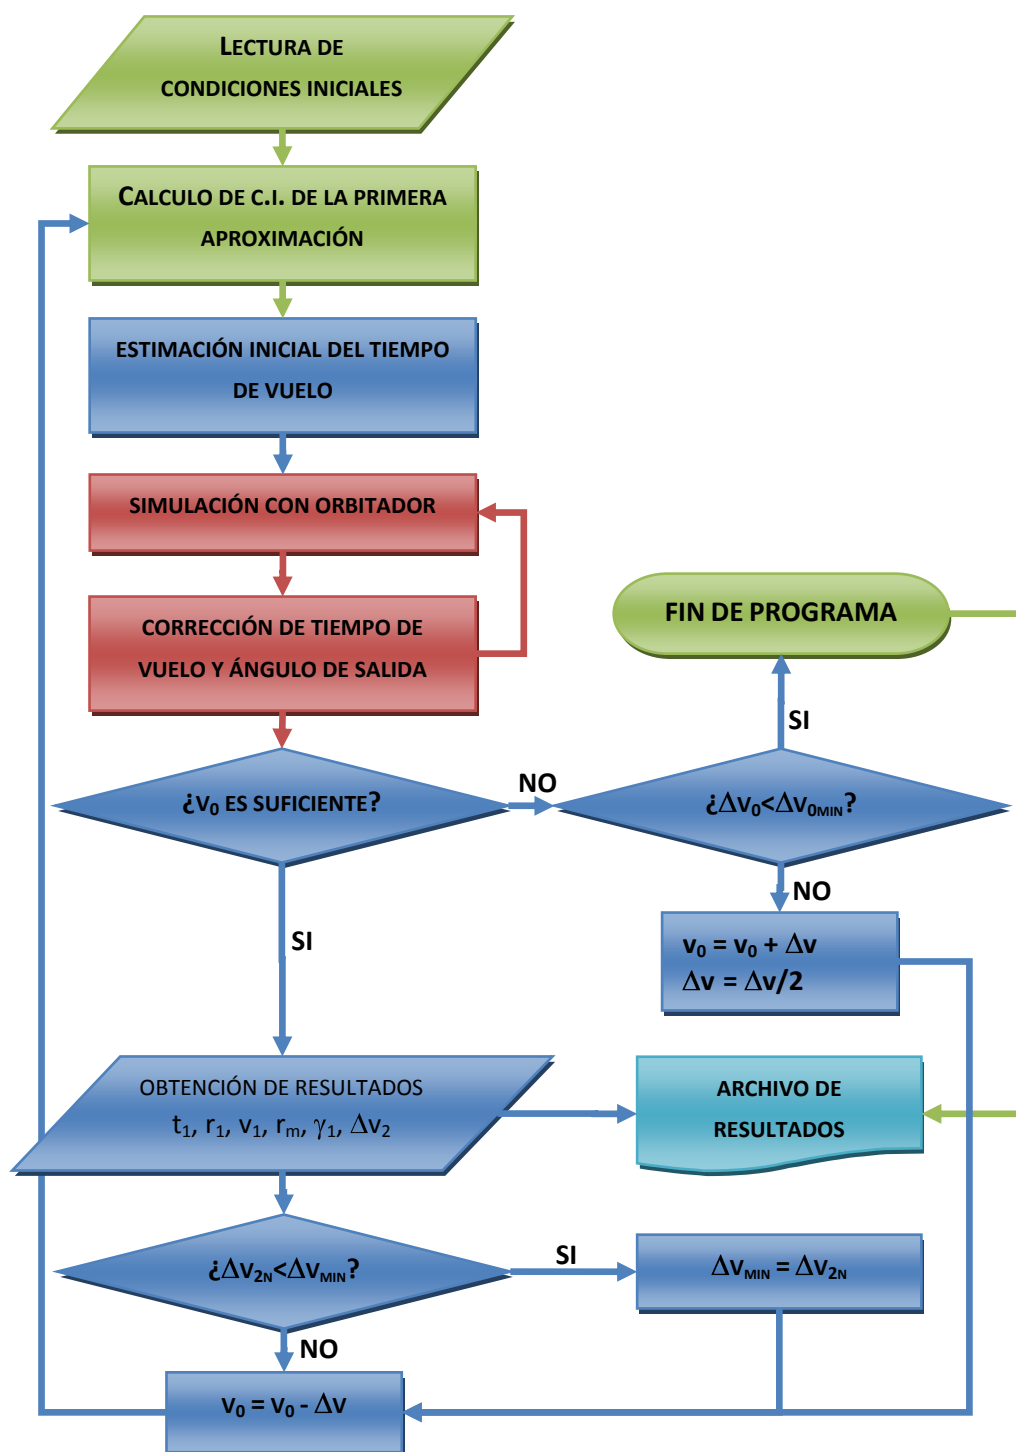 LECTURA DE
CONDICIONES INICIALES
CALCULO DE C.I. DE LA PRIMERA
APROXIMACIÓN
ESTIMACIÓN INICIAL DEL TIEMPO
DE VUELO
SIMULACIÓN CON ORBITADOR
CORRECCIÓN DE TIEMPO DE
VUELO Y ÁNGULO DE SALIDA
FIN DE PROGRAMA
SI
¿V₀ ES SUFICIENTE?
NO
¿Δv₀<Δv₀MIN?
NO
SI
v₀ = v₀ + Δv
Δv = Δv/2
OBTENCIÓN DE RESULTADOS
t₁, r₁, v₁, rₘ, γ₁, Δv₂
ARCHIVO DE
RESULTADOS
¿Δv₂N<ΔvMIN?
SI
ΔvMIN = Δv₂N
NO
v₀ = v₀ - Δv